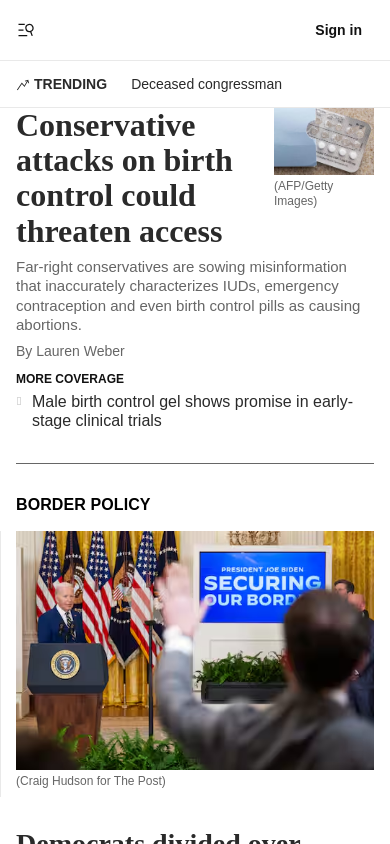 Sign in
TRENDING
Deceased congressman
Conservative
attacks on birth
control could
threaten access
(AFP/Getty
Images)
Far-right conservatives are sowing misinformation
that inaccurately characterizes IUDs, emergency
contraception and even birth control pills as causing
abortions.
By Lauren Weber
MORE COVERAGE
Male birth control gel shows promise in early-
stage clinical trials
BORDER POLICY
PRESIDENT JOE BIDEN
SECURING
OUR BORDER
(Craig Hudson for The Post)
Democrats divided over